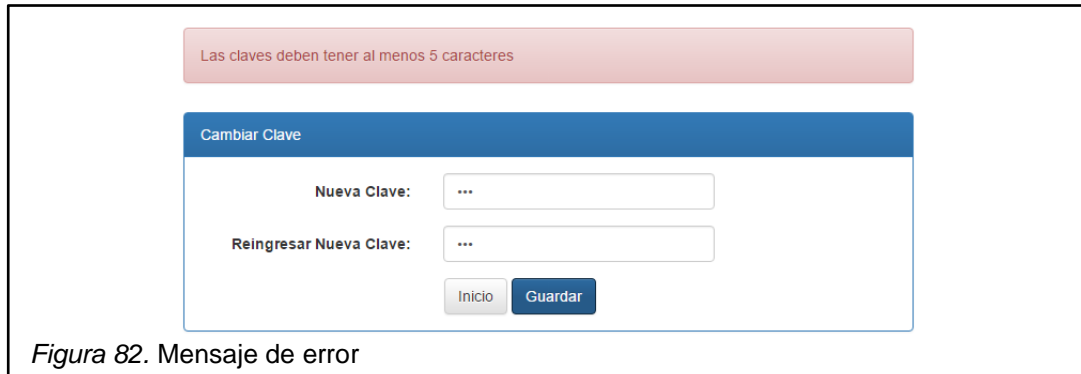 Las claves deben tener al menos 5 caracteres
Cambiar Clave
Nueva Clave: •••
Reingresar Nueva Clave: •••
Inicio Guardar
Figura 82. Mensaje de error